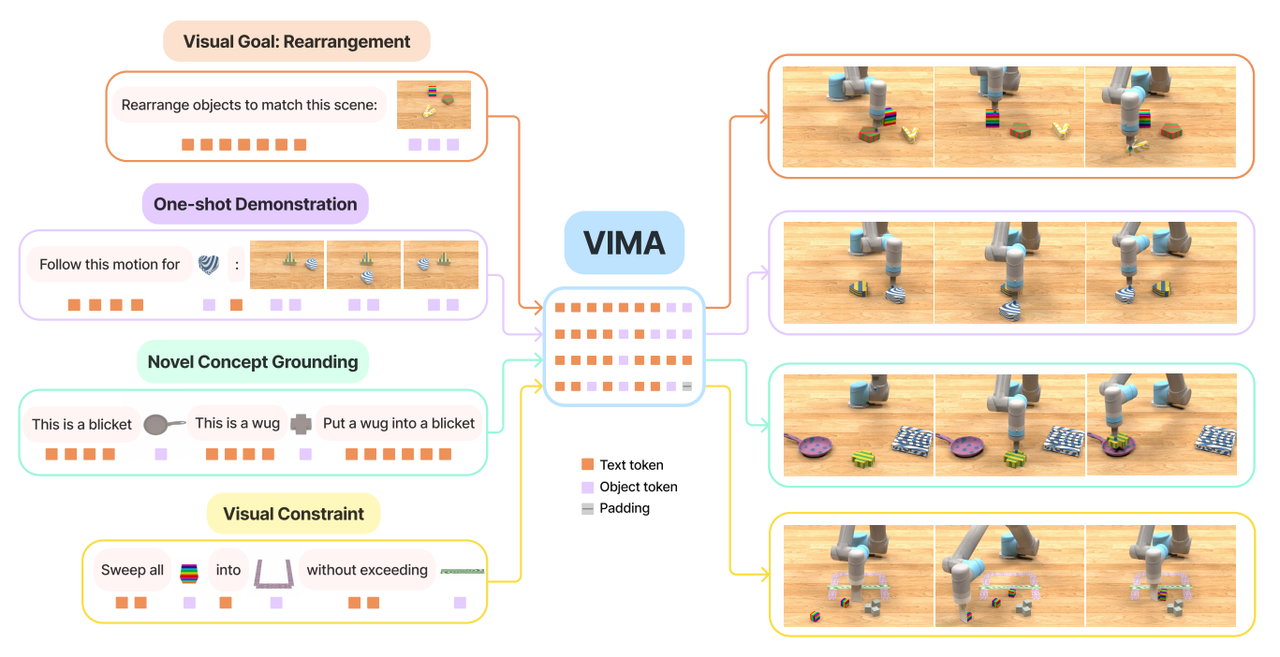 Visual Goal: Rearrangement
Rearrange objects to match this scene:
One-shot Demonstration
Follow this motion for :
Novel Concept Grounding
This is a blicket This is a wug Put a wug into a blicket
Visual Constraint
Sweep all into without exceeding
VIMA
Text token
Object token
Padding